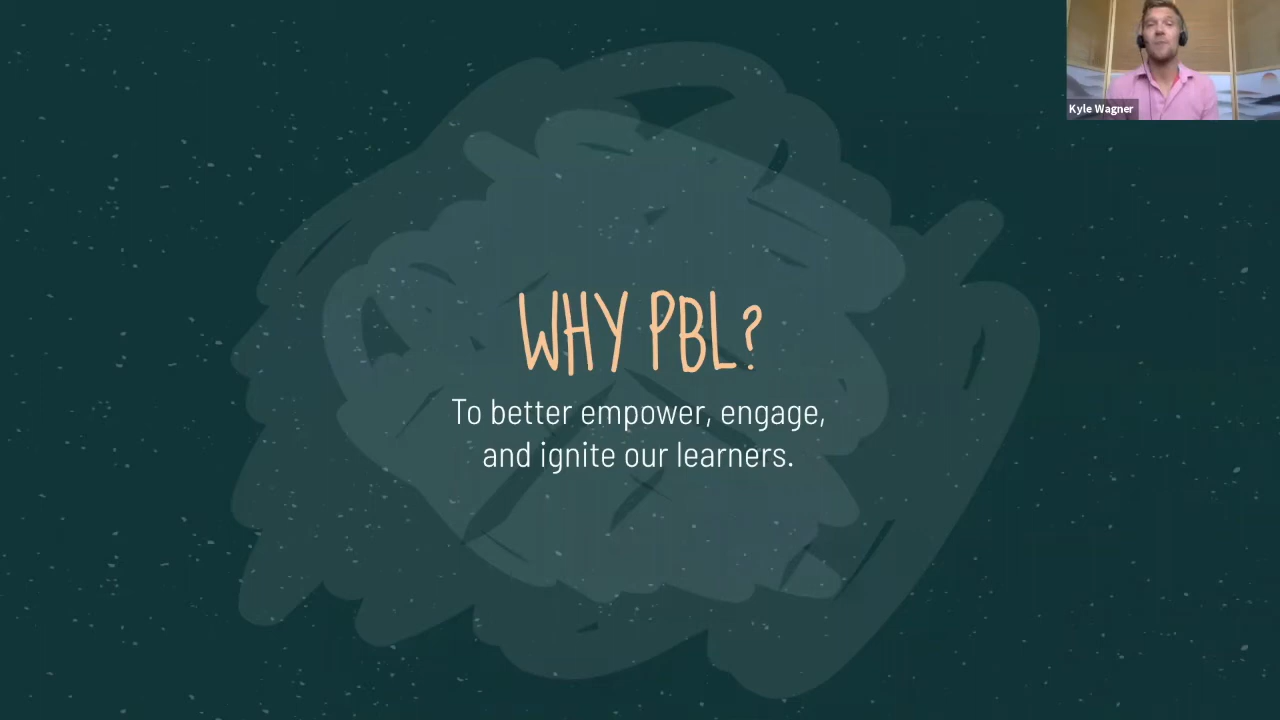 Kyle Wagner
WHY PBL?
To better empower, engage,
and ignite our learners.